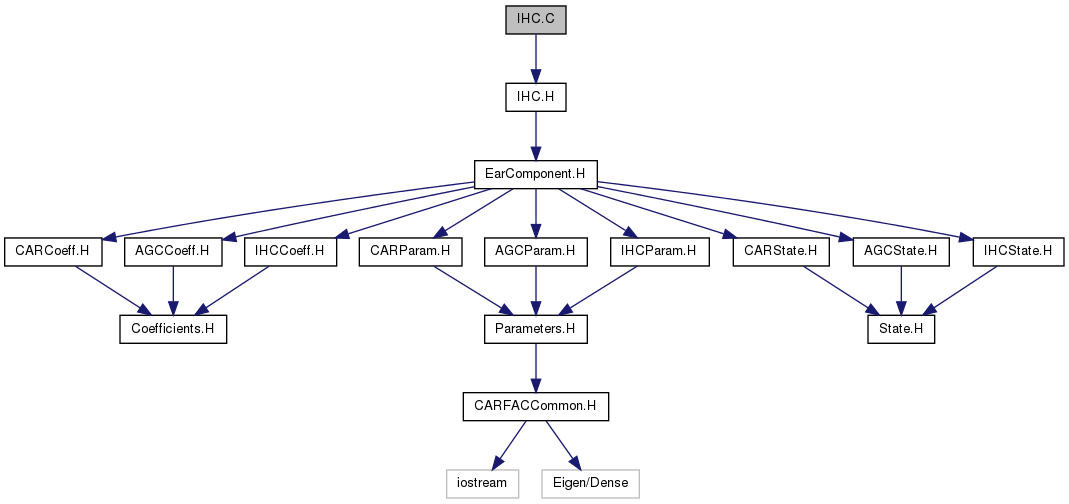 IHC.C
IHC.H
EarComponent.H
CARCoeff.H
AGCCoeff.H
IHCCoeff.H
CARParam.H
AGCParam.H
IHCParam.H
CARState.H
AGCState.H
IHCState.H
Coefficients.H
Parameters.H
State.H
CARFACCommon.H
iostream
Eigen/Dense